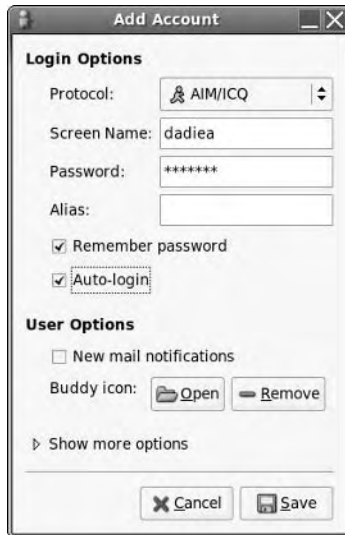 Add Account
Login Options
Protocol: AIM/ICQ
Screen Name: dadiea
Password: *******
Alias:
Remember password
Auto-login
User Options
New mail notifications
Buddy icon: Open Remove
Show more options
Cancel Save